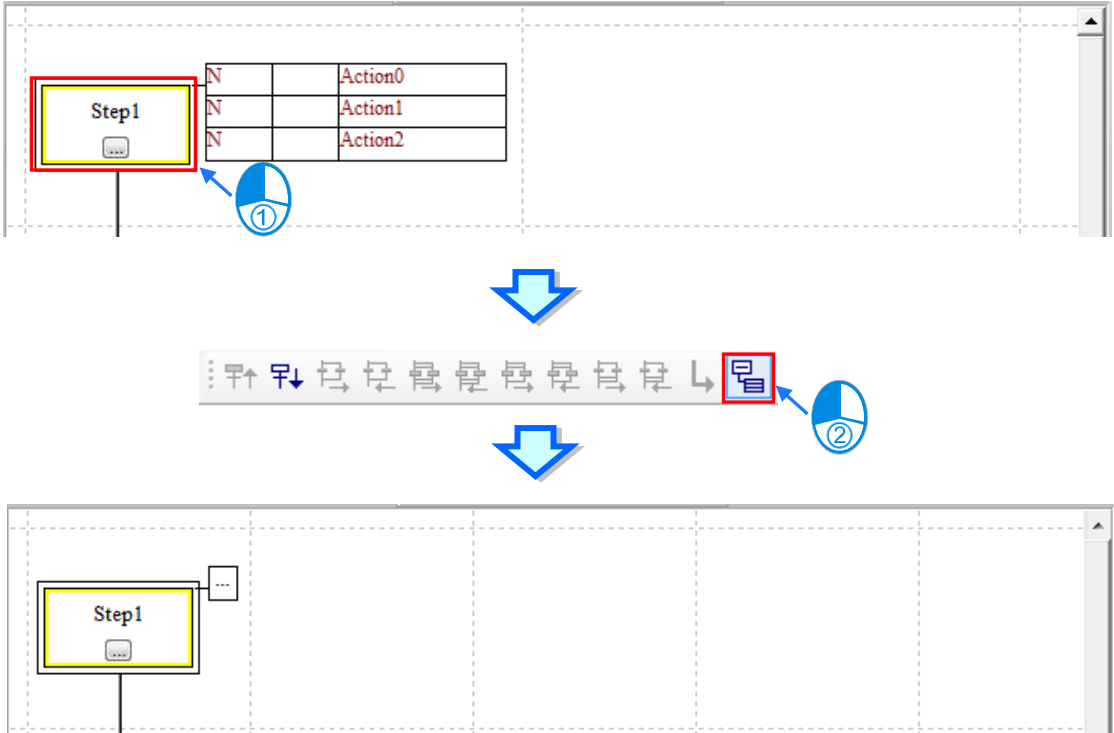 N Action0
Step1
N Action1
...
N Action2
①
②
...
Step1
...